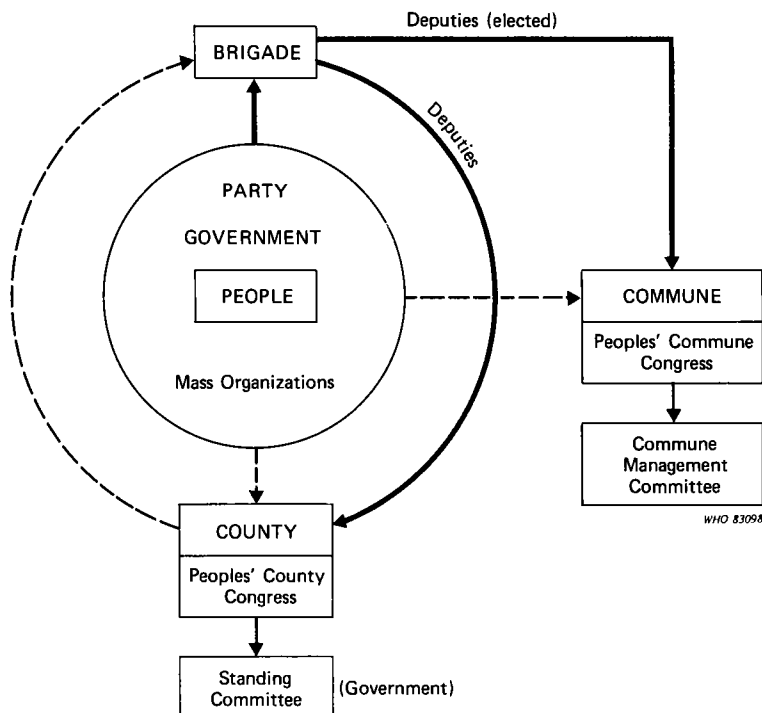 Deputies (elected)
BRIGADE
Deputies
PARTY
GOVERNMENT
PEOPLE
Mass Organizations
COMMUNE
Peoples' Commune
Congress
Commune
Management
Committee
WHO 83098
COUNTY
Peoples' County
Congress
Standing
Committee
(Government)